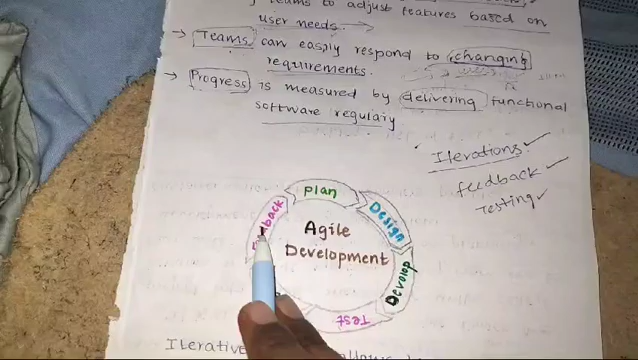 teams to adjust features based on
user needs.
→ Teams can easily respond to changing
requirements.
→ Progress is measured by delivering functional
software regulary
Iterations ✓
feedback ✓
Testing ✓
Plan
Design
Develop
Test
back
Agile
Development
Iterative